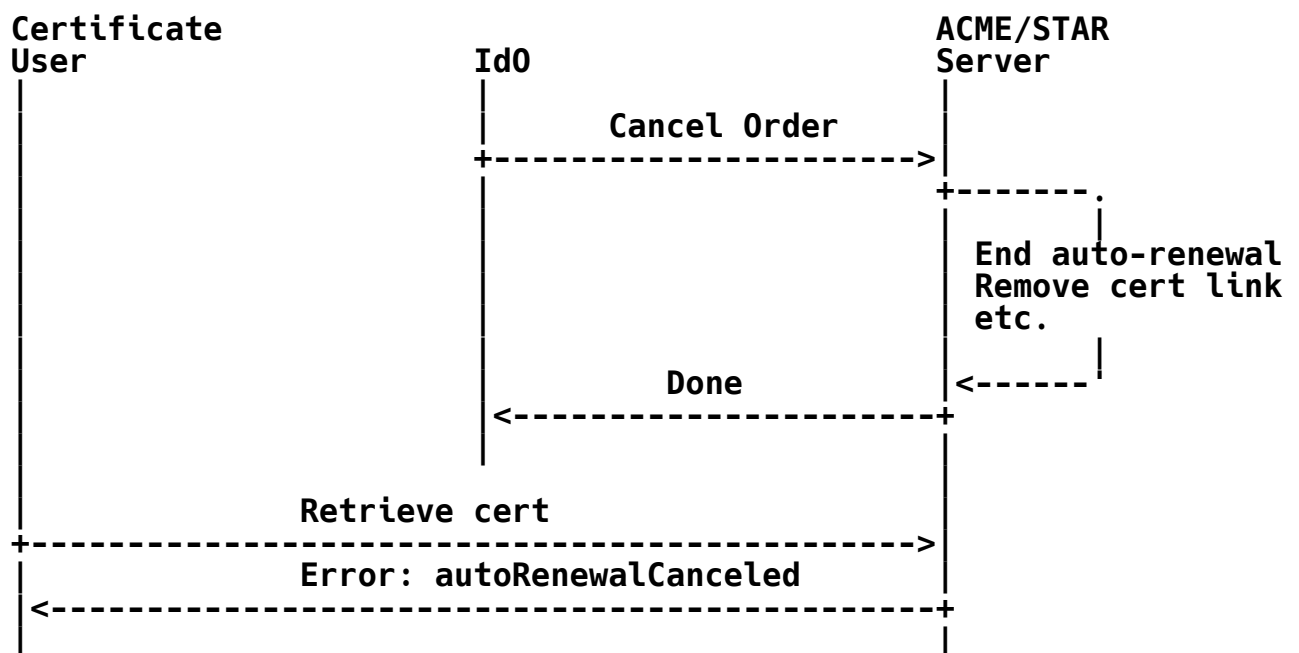 Certificate ACME/STAR
User IdO Server
Cancel Order
End auto-renewal
Remove cert link
etc.
Done
Retrieve cert
Error: autoRenewalCanceled